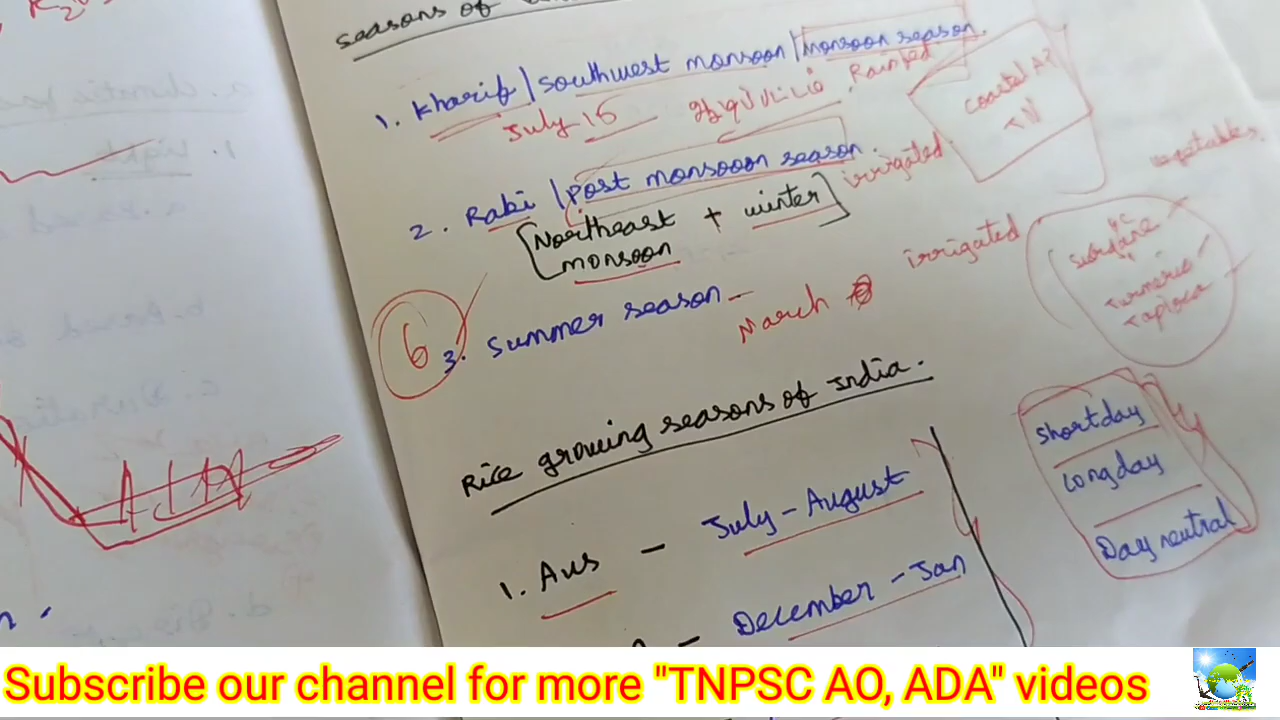 seasons of
1. Kharif | Southwest monsoon | Monsoon season.
July 15
Rainfed
Coastal AP
TN
2. Rabi | Post monsoon season.
irrigated
vegetables
[Northeast monsoon + winter]
6
3. Summer season -
March
irrigated
Turmeric
Tapioca
Rice growing seasons of India.
shortday
Longday
Day neutral
1. Aus - July - August
- December - Jan
Subscribe our channel for more "TNPSC AO, ADA" videos